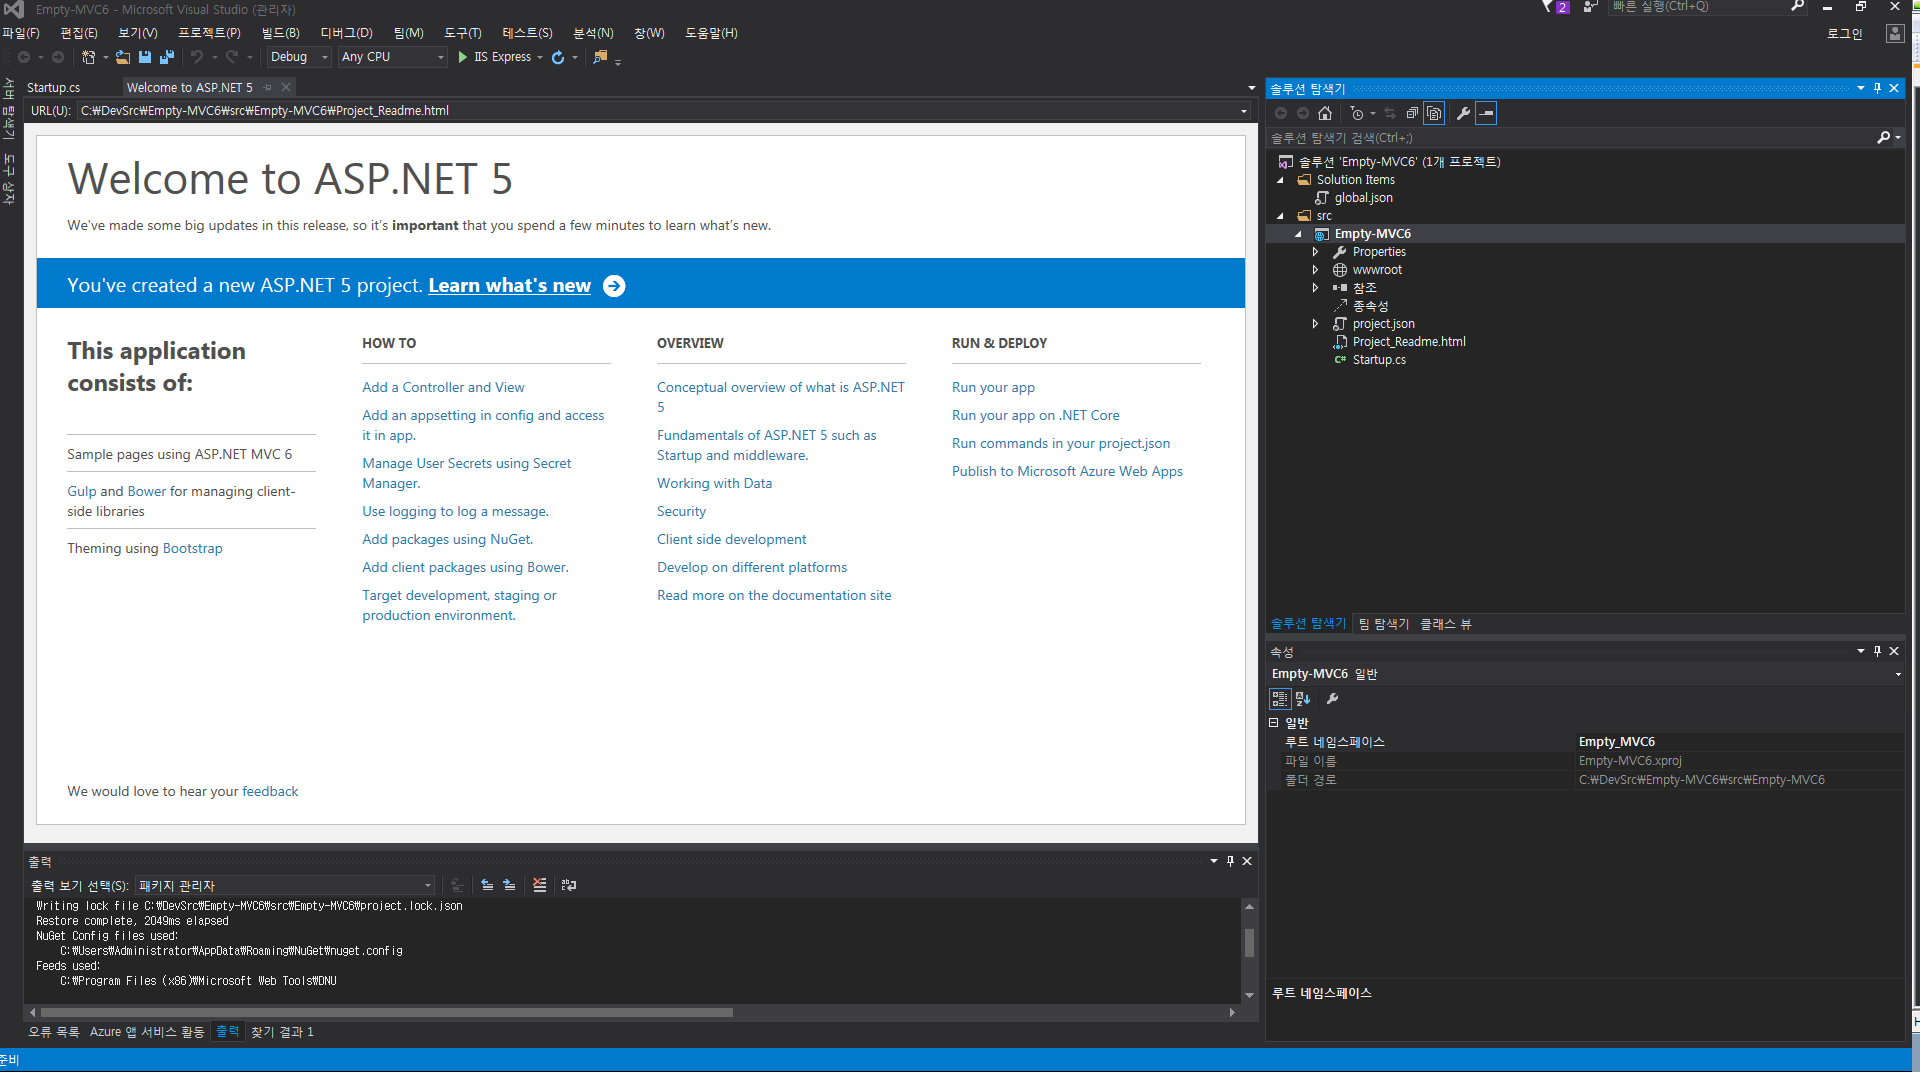 Empty-MVC6 - Microsoft Visual Studio (관리자)
2
빠른 실행(Ctrl+Q)
파일(F) 편집(E) 보기(V) 프로젝트(P) 빌드(B) 디버그(D) 팀(M) 도구(T) 테스트(S) 분석(N) 창(W) 도움말(H)
로그인
Debug Any CPU IIS Express
서버 탐색기
도구 상자
Startup.cs Welcome to ASP.NET 5
URL(U): C:₩DevSrc₩Empty-MVC6₩src₩Empty-MVC6₩Project_Readme.html
Welcome to ASP.NET 5
We've made some big updates in this release, so it's important that you spend a few minutes to learn what's new.
You've created a new ASP.NET 5 project. Learn what's new
This application
consists of:
Sample pages using ASP.NET MVC 6
Gulp and Bower for managing client-
side libraries
Theming using Bootstrap
HOW TO
Add a Controller and View
Add an appsetting in config and access
it in app.
Manage User Secrets using Secret
Manager.
Use logging to log a message.
Add packages using NuGet.
Add client packages using Bower.
Target development, staging or
production environment.
OVERVIEW
Conceptual overview of what is ASP.NET
5
Fundamentals of ASP.NET 5 such as
Startup and middleware.
Working with Data
Security
Client side development
Develop on different platforms
Read more on the documentation site
RUN & DEPLOY
Run your app
Run your app on .NET Core
Run commands in your project.json
Publish to Microsoft Azure Web Apps
We would love to hear your feedback
출력
출력 보기 선택(S): 패키지 관리자
Writing lock file C:₩DevSrc₩Empty-MVC6₩src₩Empty-MVC6₩project.lock.json
Restore complete, 2049ms elapsed
NuGet Config files used:
C:₩Users₩Administrator₩AppData₩Roaming₩NuGet₩nuget.config
Feeds used:
C:₩Program Files (x86)₩Microsoft Web Tools₩DNU
오류 목록 Azure 앱 서비스 활동 출력 찾기 결과 1
준비
솔루션 탐색기
솔루션 탐색기 검색(Ctrl+;)
솔루션 'Empty-MVC6' (1개 프로젝트)
Solution Items
global.json
src
Empty-MVC6
Properties
wwwroot
참조
종속성
project.json
Project_Readme.html
C# Startup.cs
솔루션 탐색기 팀 탐색기 클래스 뷰
속성
Empty-MVC6 일반
일반
루트 네임스페이스 Empty_MVC6
파일 이름 Empty-MVC6.xproj
폴더 경로 C:₩DevSrc₩Empty-MVC6₩src₩Empty-MVC6
루트 네임스페이스